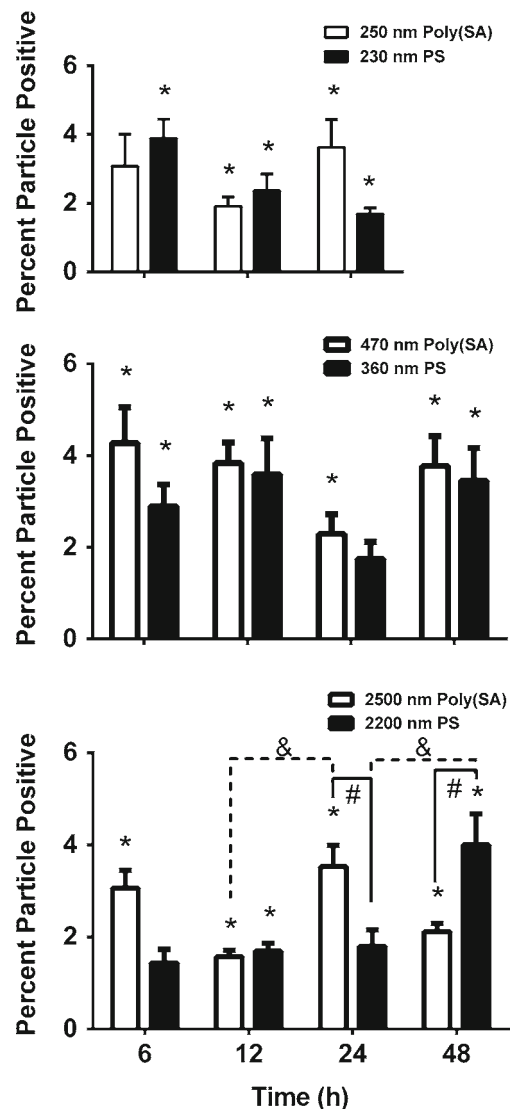 250 nm Poly(SA)
230 nm PS
Percent Particle Positive
6
4
2
0
*
*
*
*
*
470 nm Poly(SA)
360 nm PS
Percent Particle Positive
6
4
2
0
*
*
*
*
*
*
*
2500 nm Poly(SA)
2200 nm PS
Percent Particle Positive
6
4
2
0
& &
# #
*
*
*
*
*
*
6 12 24 48
Time (h)